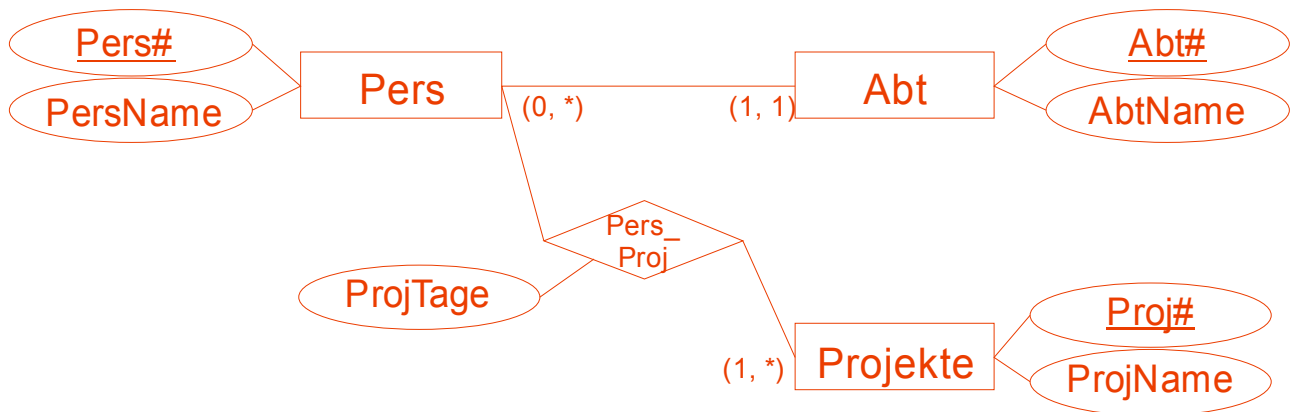 Pers#
PersName
Pers
(0, *)
(1, 1)
Abt
Abt#
AbtName
Pers_
Proj
ProjTage
(1, *)
Projekte
Proj#
ProjName